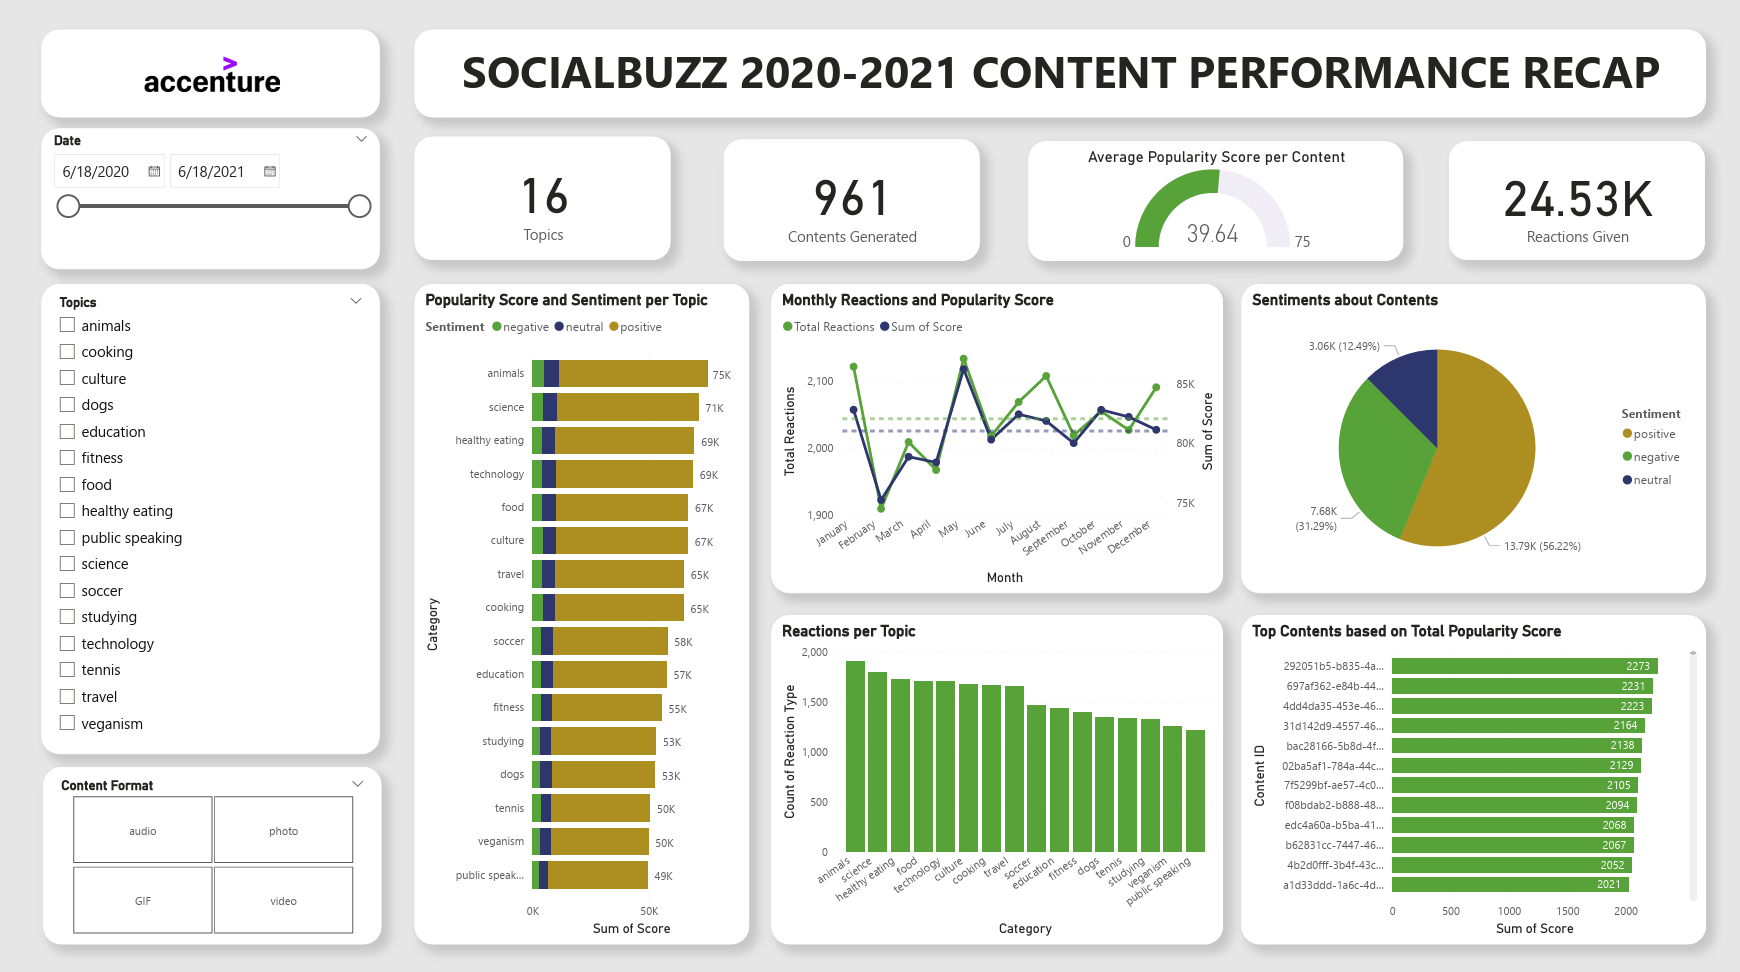 accenture
SOCIALBUZZ 2020-2021 CONTENT PERFORMANCE RECAP
Date
6/18/2020
6/18/2021
16
Topics
961
Contents Generated
Average Popularity Score per Content
0
39.64
75
24.53K
Reactions Given
Topics
animals
cooking
culture
dogs
education
fitness
food
healthy eating
public speaking
science
soccer
studying
technology
tennis
travel
veganism
Content Format
audio
photo
GIF
video
Popularity Score and Sentiment per Topic
Sentiment negative neutral positive
Category
animals 75K
science 71K
healthy eating 69K
technology 69K
food 67K
culture 67K
travel 65K
cooking 65K
soccer 58K
education 57K
fitness 55K
studying 53K
dogs 53K
tennis 50K
veganism 50K
public speak... 49K
0K 50K
Sum of Score
Monthly Reactions and Popularity Score
Total Reactions Sum of Score
Total Reactions
2,100
2,000
1,900
85K
80K
75K
Sum of Score
January
February
March
April
May
June
July
August
September
October
November
December
Month
Sentiments about Contents
3.06K (12.49%)
7.68K
(31.29%)
13.79K (56.22%)
Sentiment
positive
negative
neutral
Reactions per Topic
Count of Reaction Type
2,000
1,500
1,000
500
0
animals
science
healthy eating
food
technology
culture
cooking
travel
soccer
education
fitness
dogs
tennis
studying
veganism
public speaking
Category
Top Contents based on Total Popularity Score
Content ID
292051b5-b835-4a... 2273
697af362-e84b-44... 2231
4dd4da35-453e-46... 2223
31d142d9-4557-46... 2164
bac28166-5b8d-4f... 2138
02ba5af1-784a-44c... 2129
7f5299bf-ae57-4c0... 2105
f08bdab2-b888-48... 2094
edc4a60a-b5ba-41... 2068
b62831cc-7447-46... 2067
4b2d0fff-3b4f-43c... 2052
a1d33ddd-1a6c-4d... 2021
0 500 1000 1500 2000
Sum of Score